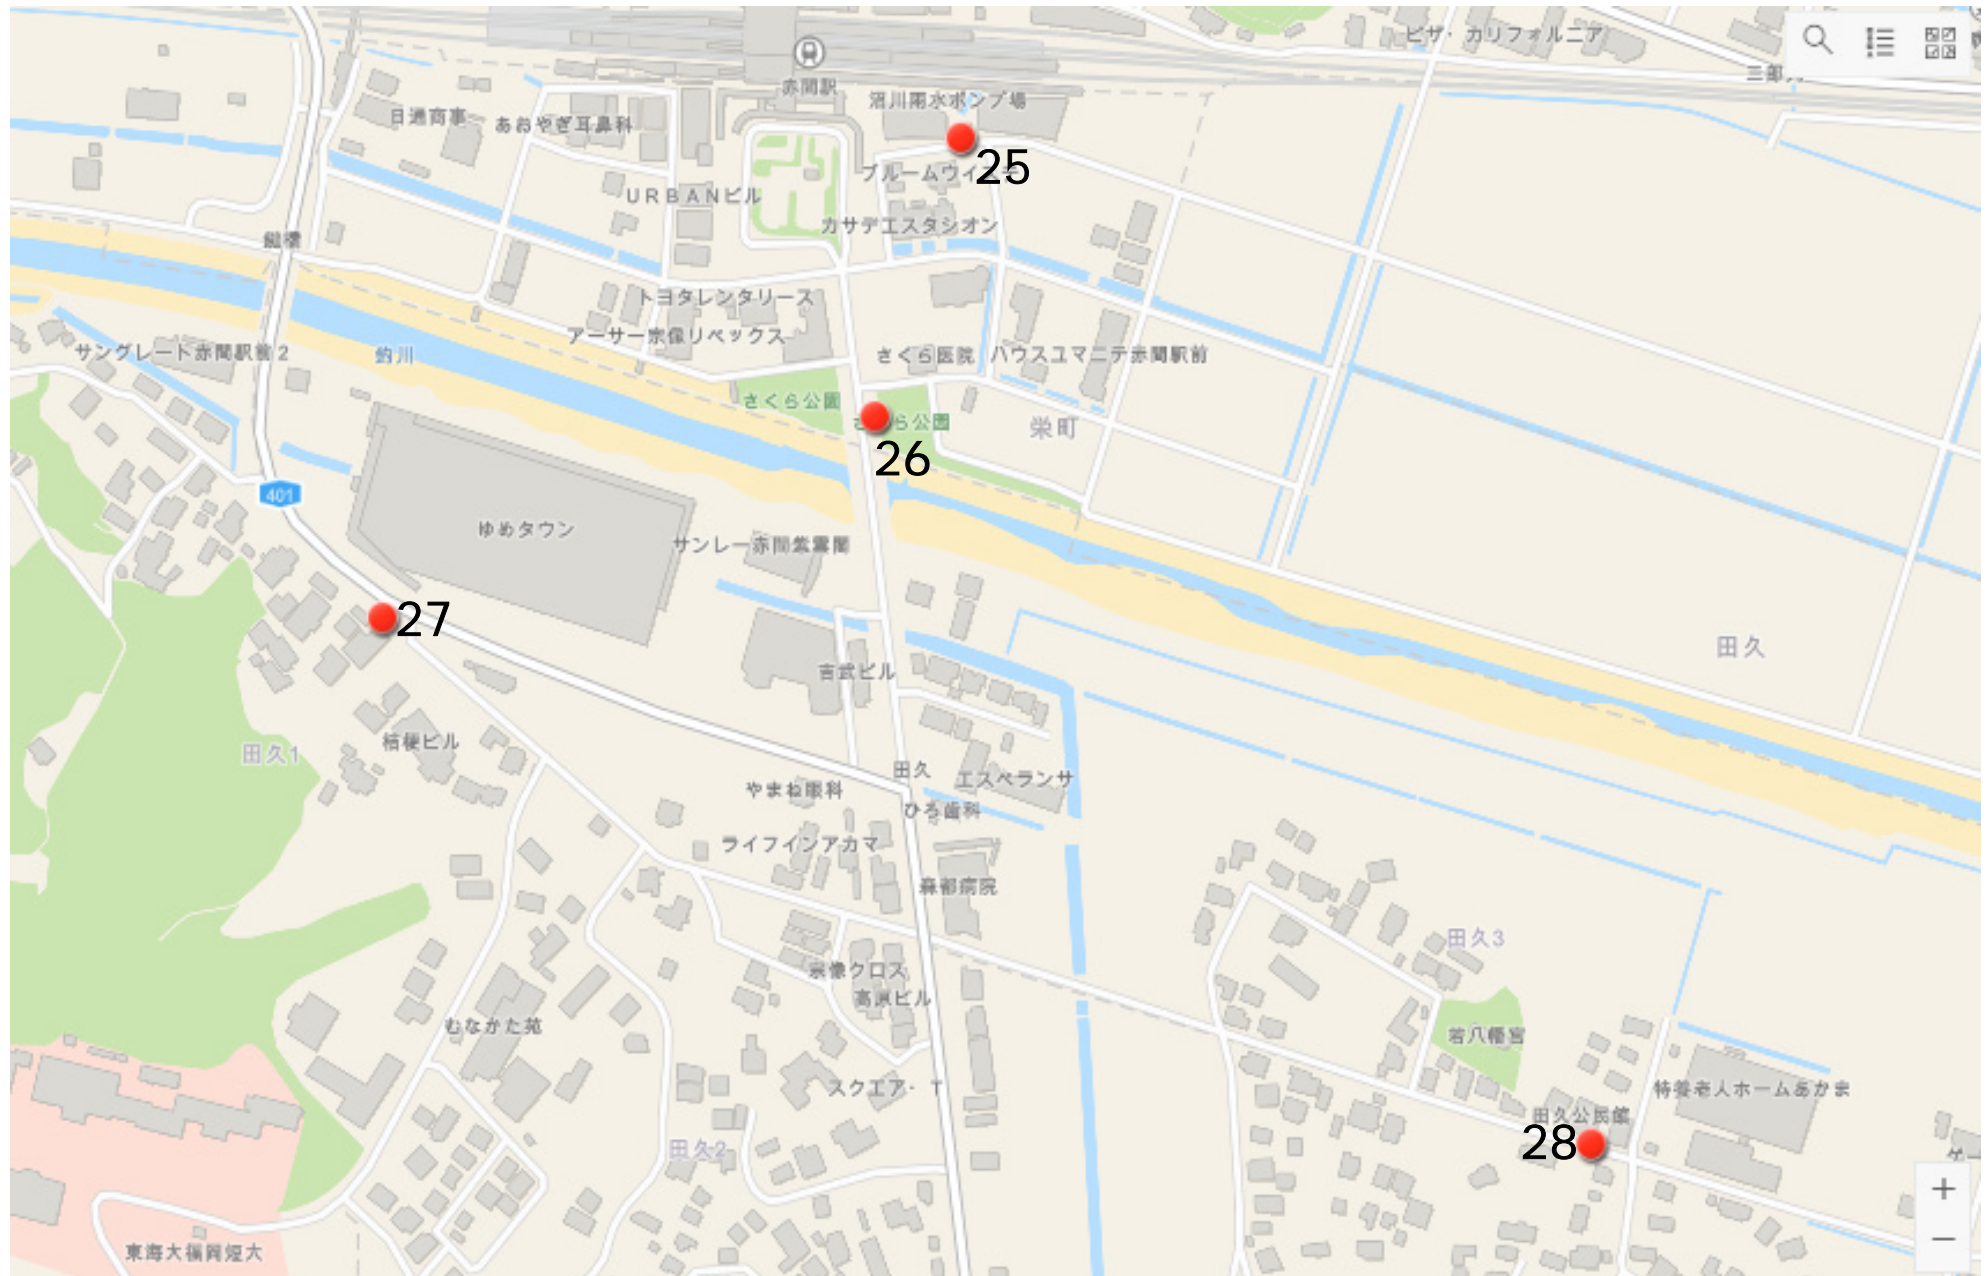 ピザ・カリフォルニア
赤間駅
沼川雨水ポンプ場
日通商事
あおやぎ耳鼻科
25
URBANビル
カサデエスタシオン
トヨタレンタリース
アーサー宗像リベックス
サングレート赤間駅前2
釣川
さくら医院
ハウスユマニテ赤間駅前
さくら公園
栄町
26
401
ゆめタウン
サンレー赤間紫雲閣
27
田久
吉武ビル
田久1
桔梗ビル
田久
エスペランサ
やまね眼科
ひろ歯科
ライフインアカマ
森都病院
田久3
宗像クロス
高原ビル
むなかた苑
若八幡宮
スクエア・T
特養老人ホームあかま
田久公民館
28
田久2
東海大福岡短大
+
−